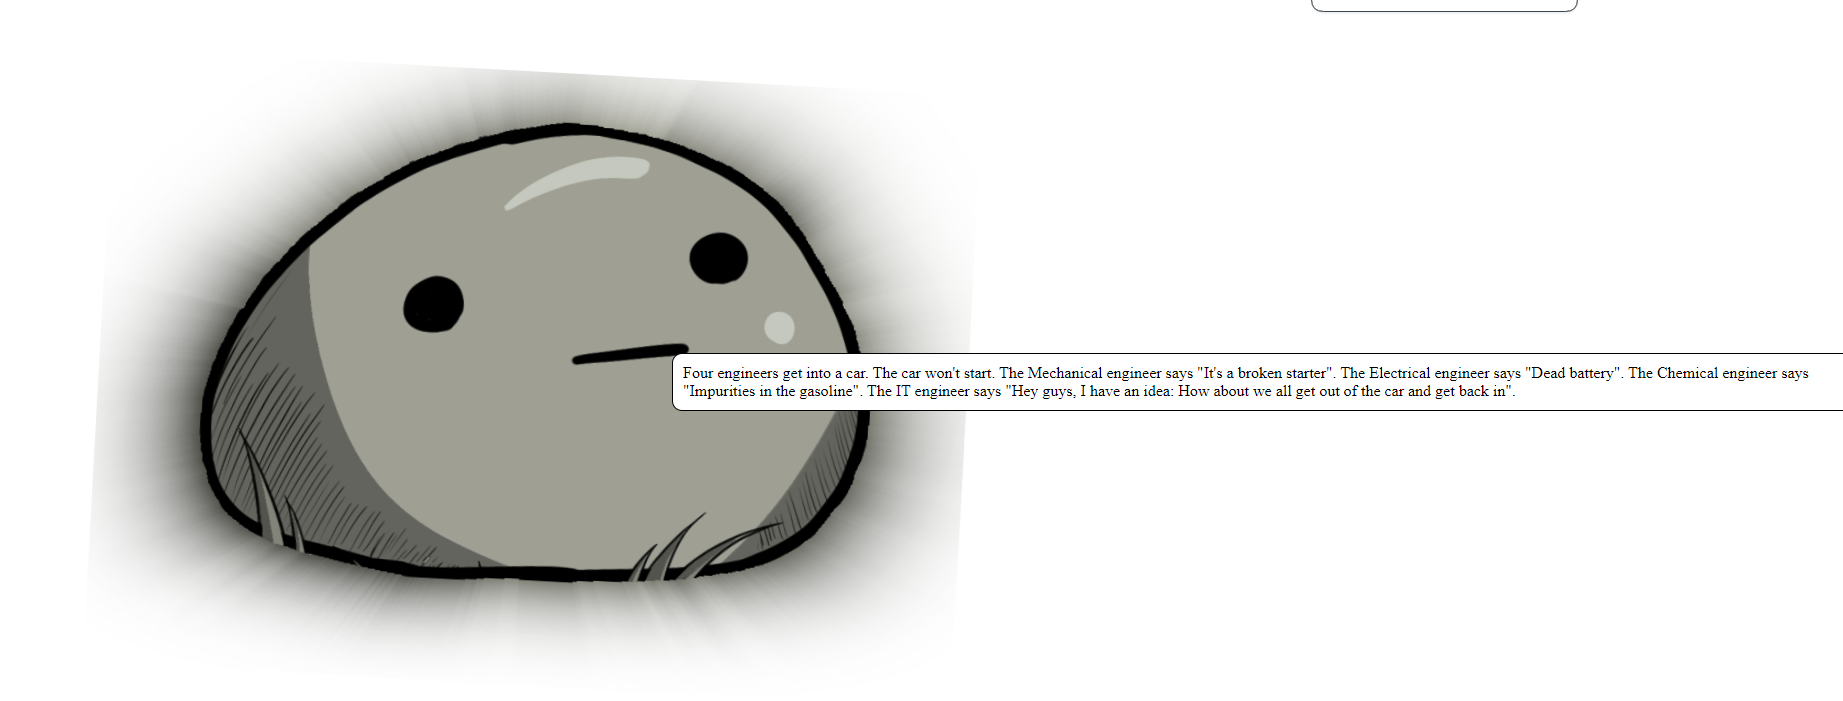 Four engineers get into a car. The car won't start. The Mechanical engineer says "It's a broken starter". The Electrical engineer says "Dead battery". The Chemical engineer says
"Impurities in the gasoline". The IT engineer says "Hey guys, I have an idea: How about we all get out of the car and get back in".